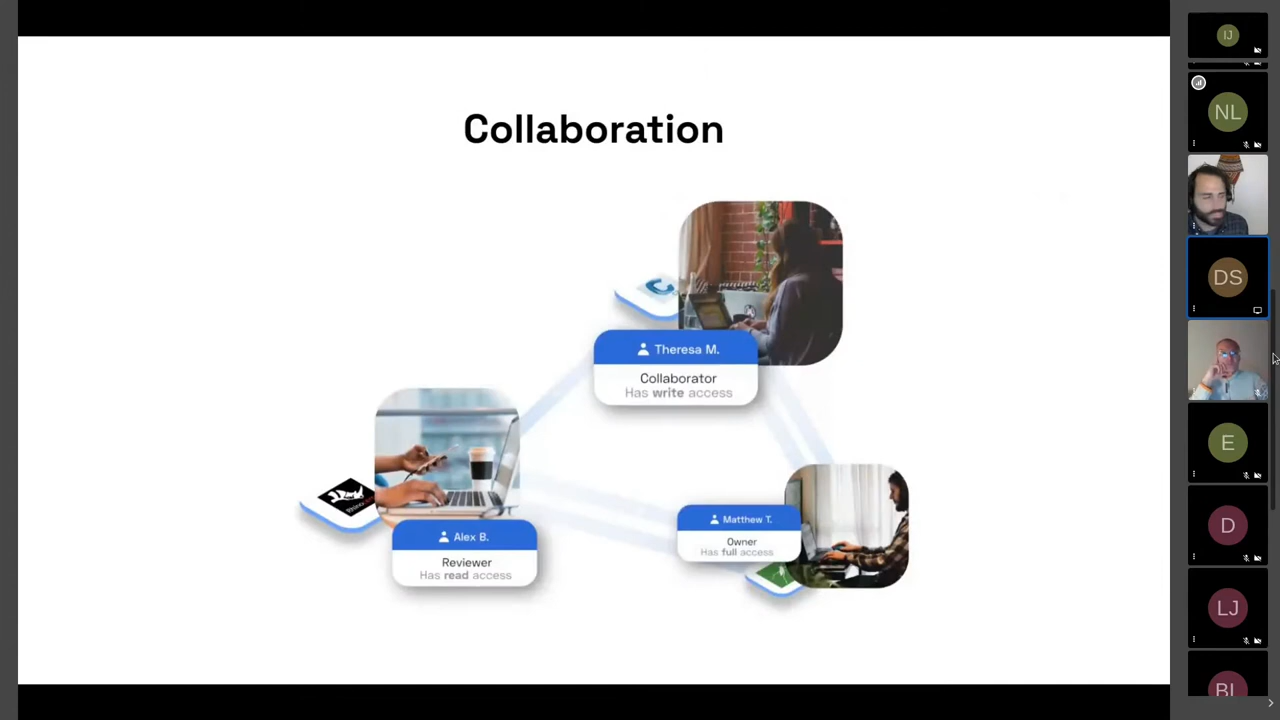 Collaboration
Theresa M.
Collaborator
Has write access
Alex B.
Reviewer
Has read access
Matthew T.
Owner
Has full access
IJ
NL
DS
E
D
LJ
BL